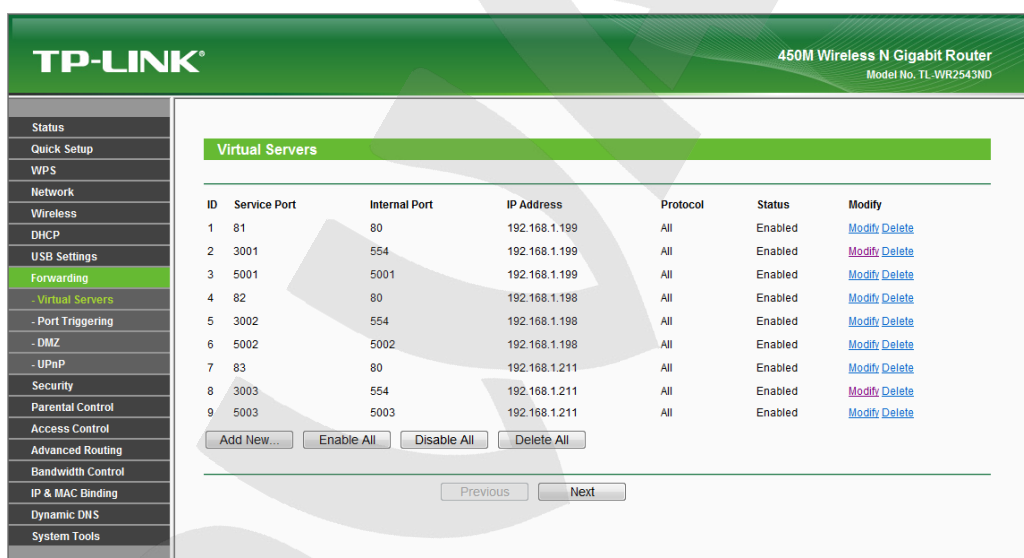 TP-LINK®
450M Wireless N Gigabit Router
Model No. TL-WR2543ND
Status
Quick Setup
WPS
Network
Wireless
DHCP
USB Settings
Forwarding
- Virtual Servers
- Port Triggering
- DMZ
- UPnP
Security
Parental Control
Access Control
Advanced Routing
Bandwidth Control
IP & MAC Binding
Dynamic DNS
System Tools
Virtual Servers
ID Service Port Internal Port IP Address Protocol Status Modify
1 81 80 192.168.1.199 All Enabled Modify Delete
2 3001 554 192.168.1.199 All Enabled Modify Delete
3 5001 5001 192.168.1.199 All Enabled Modify Delete
4 82 80 192.168.1.198 All Enabled Modify Delete
5 3002 554 192.168.1.198 All Enabled Modify Delete
6 5002 5002 192.168.1.198 All Enabled Modify Delete
7 83 80 192.168.1.211 All Enabled Modify Delete
8 3003 554 192.168.1.211 All Enabled Modify Delete
9 5003 5003 192.168.1.211 All Enabled Modify Delete
Add New... Enable All Disable All Delete All
Previous Next